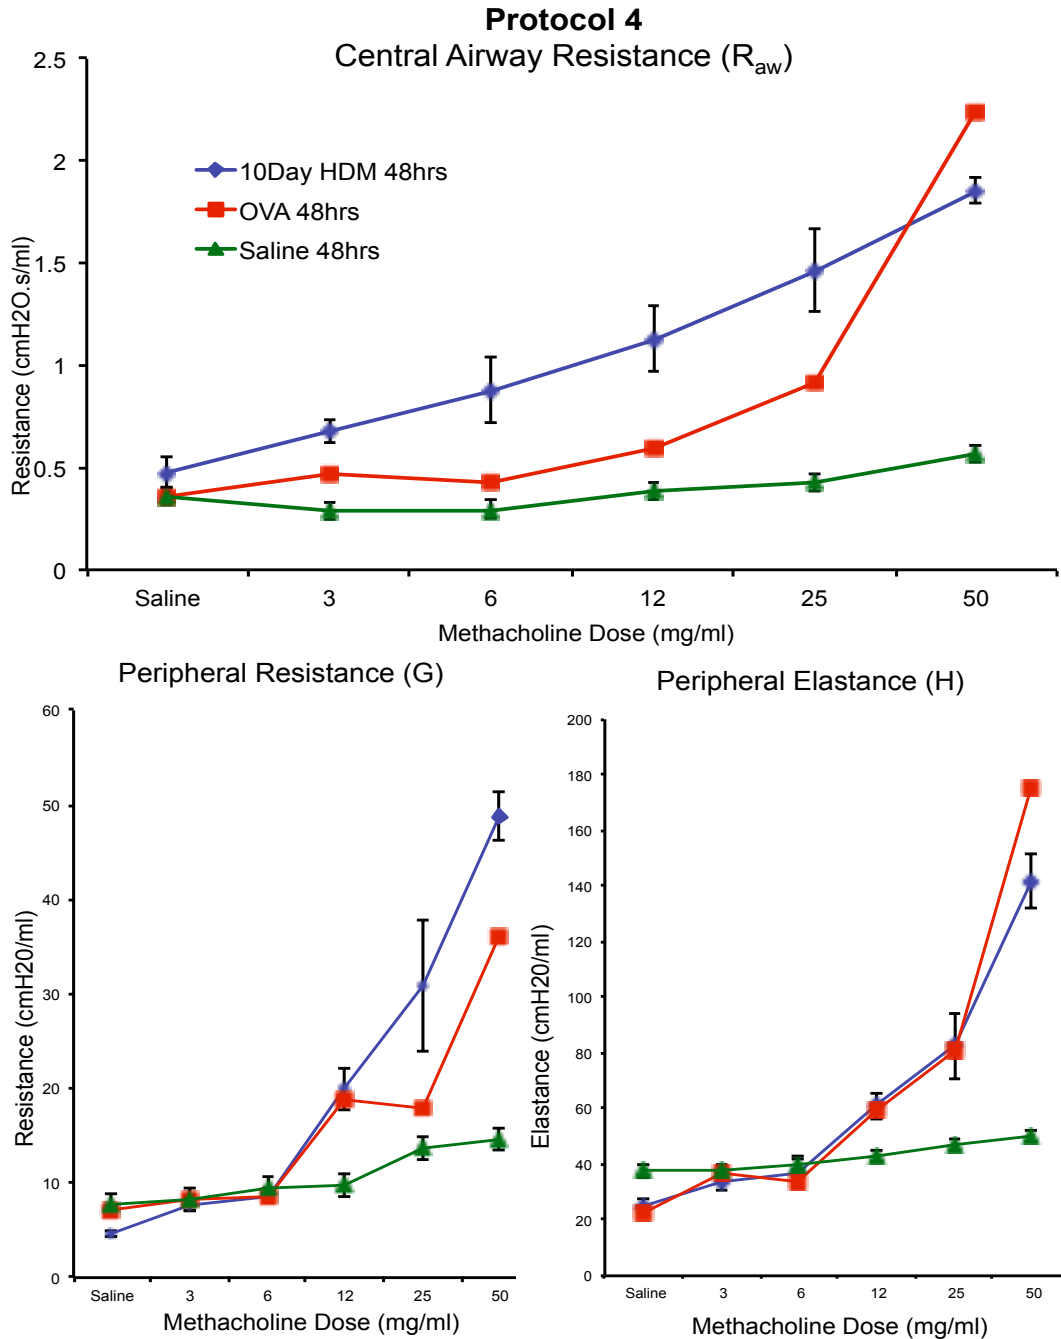 Protocol 4
Central Airway Resistance (Raw)
2.5
2
1.5
1
0.5
0
Resistance (cmH2O.s/ml)
10Day HDM 48hrs
OVA 48hrs
Saline 48hrs
Saline 3 6 12 25 50
Methacholine Dose (mg/ml)
Peripheral Resistance (G)
60
50
40
30
20
10
0
Resistance (cmH20/ml)
Saline 3 6 12 25 50
Methacholine Dose (mg/ml)
Peripheral Elastance (H)
200
180
160
140
120
100
80
60
40
20
0
Elastance (cmH20/ml)
Saline 3 6 12 25 50
Methacholine Dose (mg/ml)